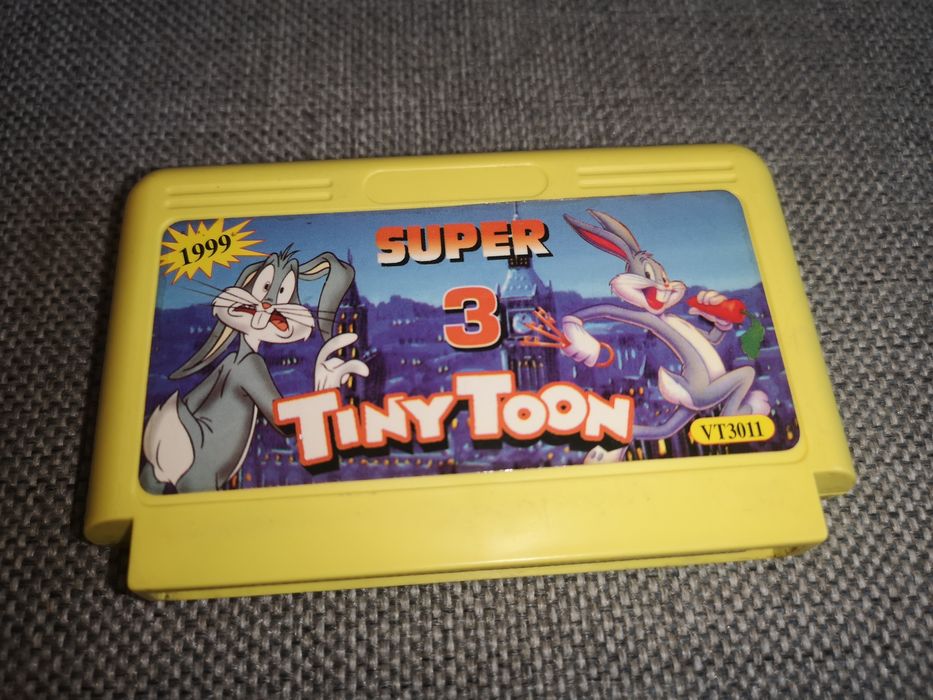 1999
SUPER
3
TINY TOON
VT3011